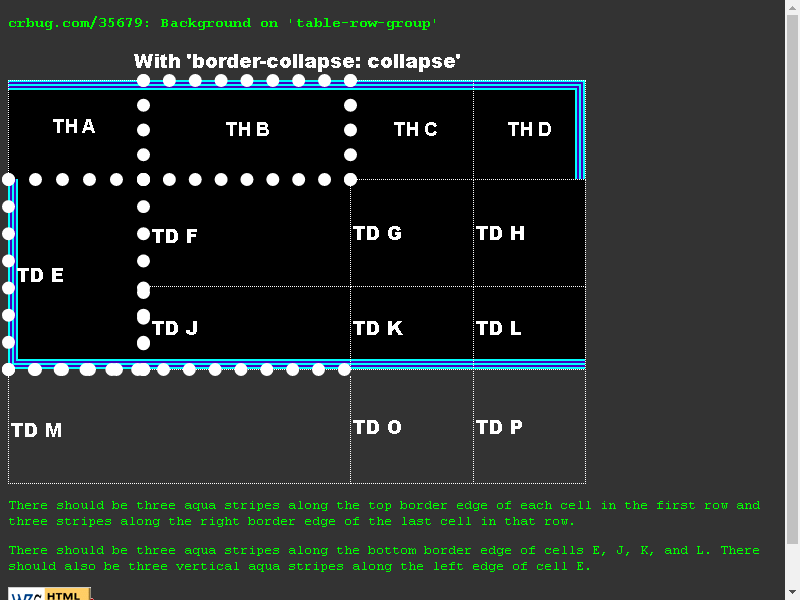 crbug.com/35679: Background on 'table-row-group'
With 'border-collapse: collapse'
TH A TH B TH C TH D
TD F TD G TD H
TD E
TD J TD K TD L
TD M TD O TD P
There should be three aqua stripes along the top border edge of each cell in the first row and
three stripes along the right border edge of the last cell in that row.
There should be three aqua stripes along the bottom border edge of cells E, J, K, and L. There
should also be three vertical aqua stripes along the left edge of cell E.
W3C HTML